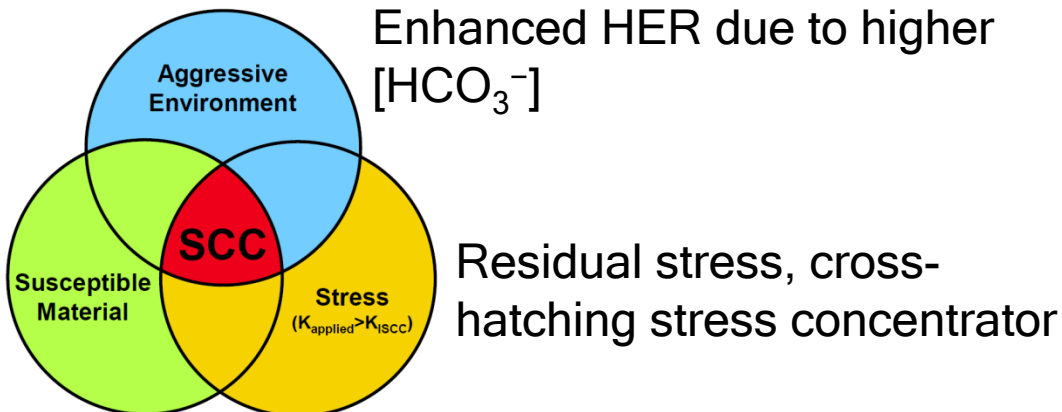 Enhanced HER due to higher
[HCO₃⁻]
Aggressive
Environment
SCC
Susceptible
Material
Stress
(K_applied>K_ISCC)
Residual stress, cross-
hatching stress concentrator